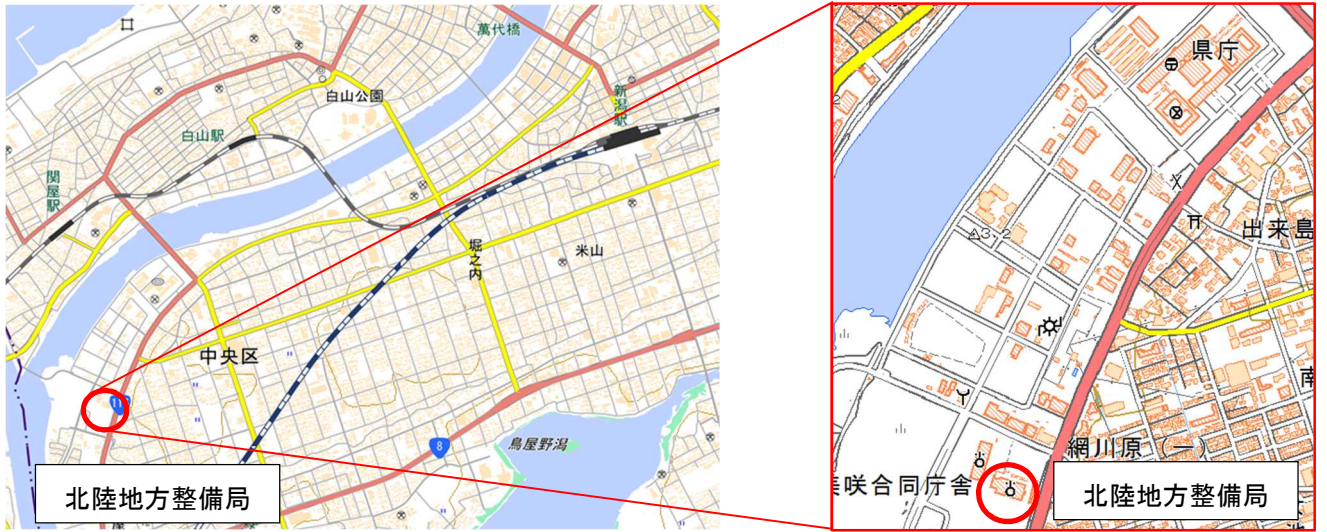 萬代橋
新潟駅
白山公園
白山駅
関屋駅
堀之内
米山
中央区
8
鳥屋野潟
北陸地方整備局
県庁
3.2
出来島
南
網川原(一)
美咲合同庁舎
北陸地方整備局